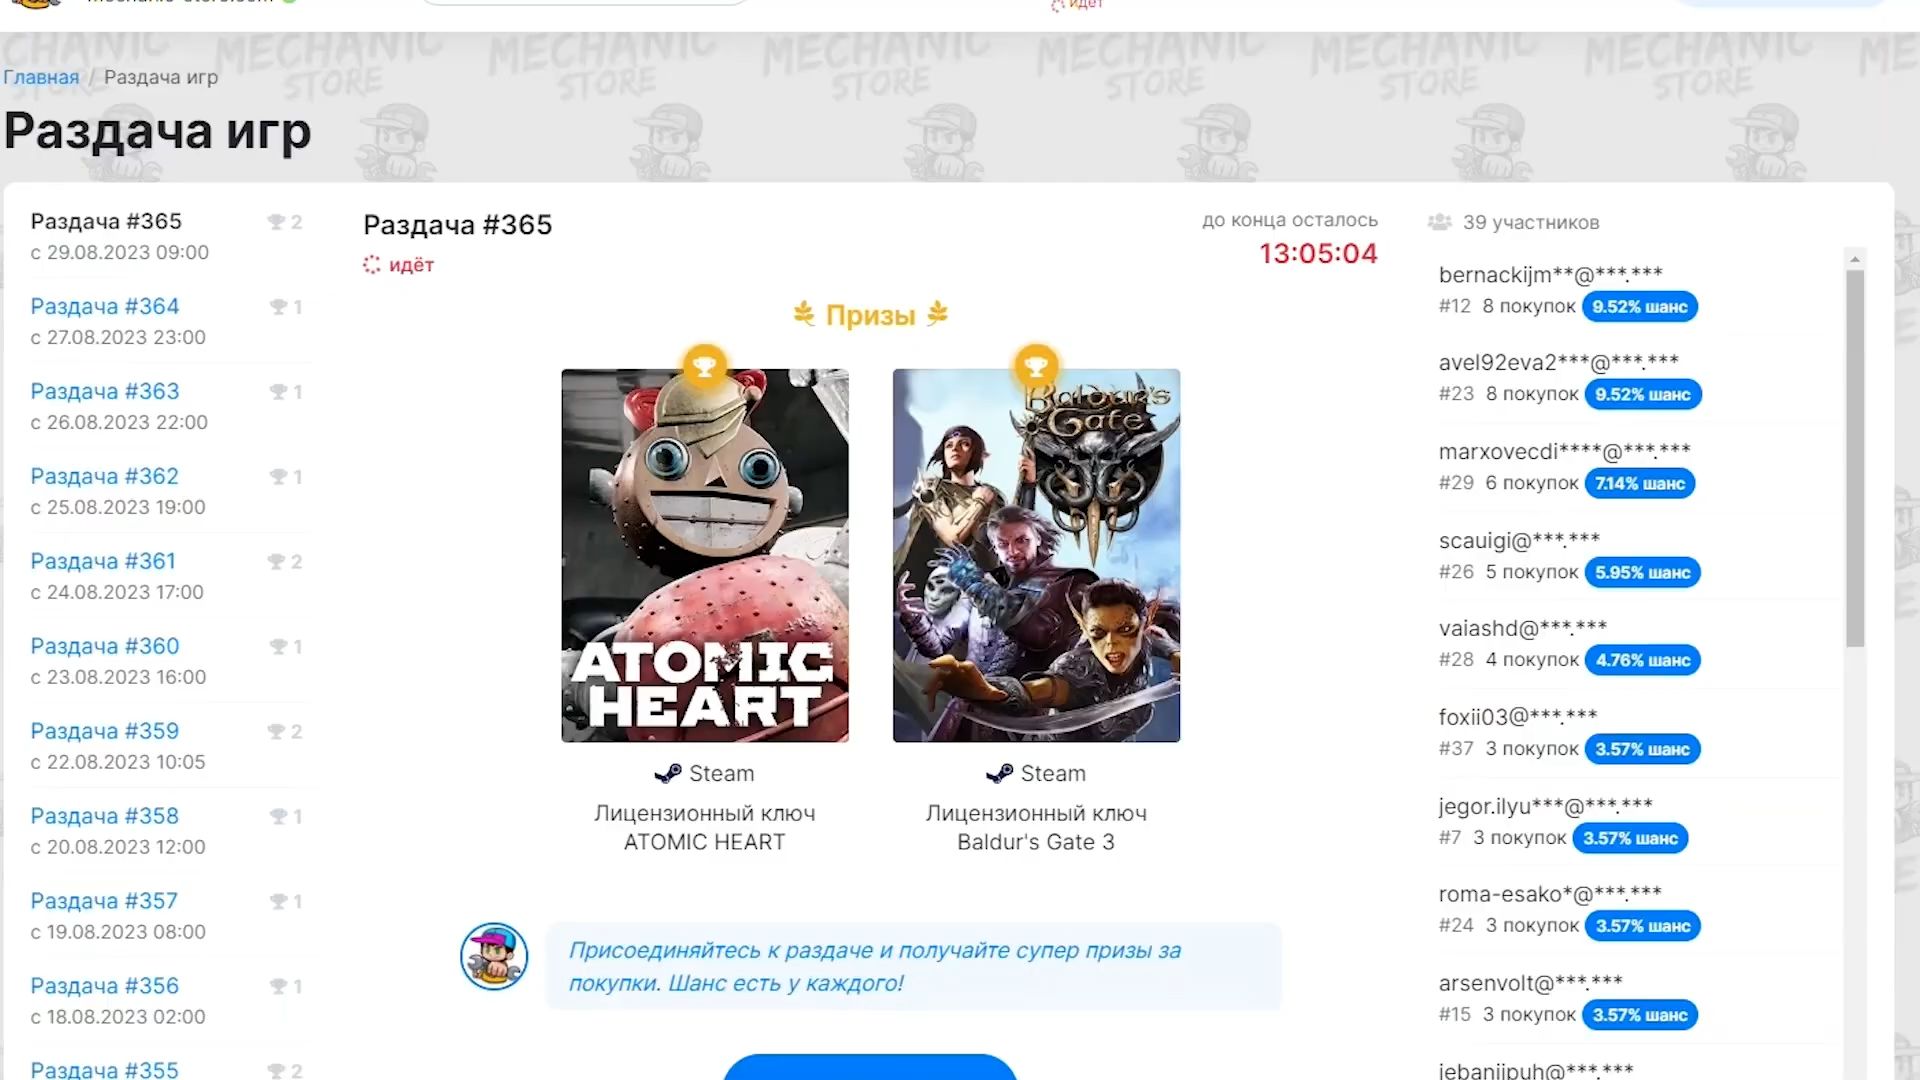 идёт
MECHANIC STORE
Главная / Раздача игр
Раздача игр
Раздача #365 2
с 29.08.2023 09:00
Раздача #364 1
с 27.08.2023 23:00
Раздача #363 1
с 26.08.2023 22:00
Раздача #362 1
с 25.08.2023 19:00
Раздача #361 2
с 24.08.2023 17:00
Раздача #360 1
с 23.08.2023 16:00
Раздача #359 2
с 22.08.2023 10:05
Раздача #358 1
с 20.08.2023 12:00
Раздача #357 1
с 19.08.2023 08:00
Раздача #356 1
с 18.08.2023 02:00
Раздача #355 2
Раздача #365
идёт
до конца осталось
13:05:04
Призы
ATOMIC
HEART
Baldur's
Gate
Steam
Лицензионный ключ
ATOMIC HEART
Steam
Лицензионный ключ
Baldur's Gate 3
Присоединяйтесь к раздаче и получайте супер призы за
покупки. Шанс есть у каждого!
39 участников
bernackijm**@***.***
#12 8 покупок 9.52% шанс
avel92eva2***@***.***
#23 8 покупок 9.52% шанс
marxovecdi****@***.***
#29 6 покупок 7.14% шанс
scauigi@***.***
#26 5 покупок 5.95% шанс
vaiashd@***.***
#28 4 покупок 4.76% шанс
foxii03@***.***
#37 3 покупок 3.57% шанс
jegor.ilyu***@***.***
#7 3 покупок 3.57% шанс
roma-esako*@***.***
#24 3 покупок 3.57% шанс
arsenvolt@***.***
#15 3 покупок 3.57% шанс